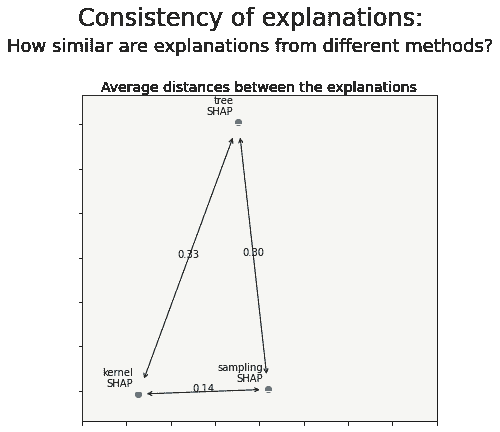 Consistency of explanations:
How similar are explanations from different methods?
Average distances between the explanations
tree
SHAP
0.33
0.30
kernel
SHAP
sampling
SHAP
0.14